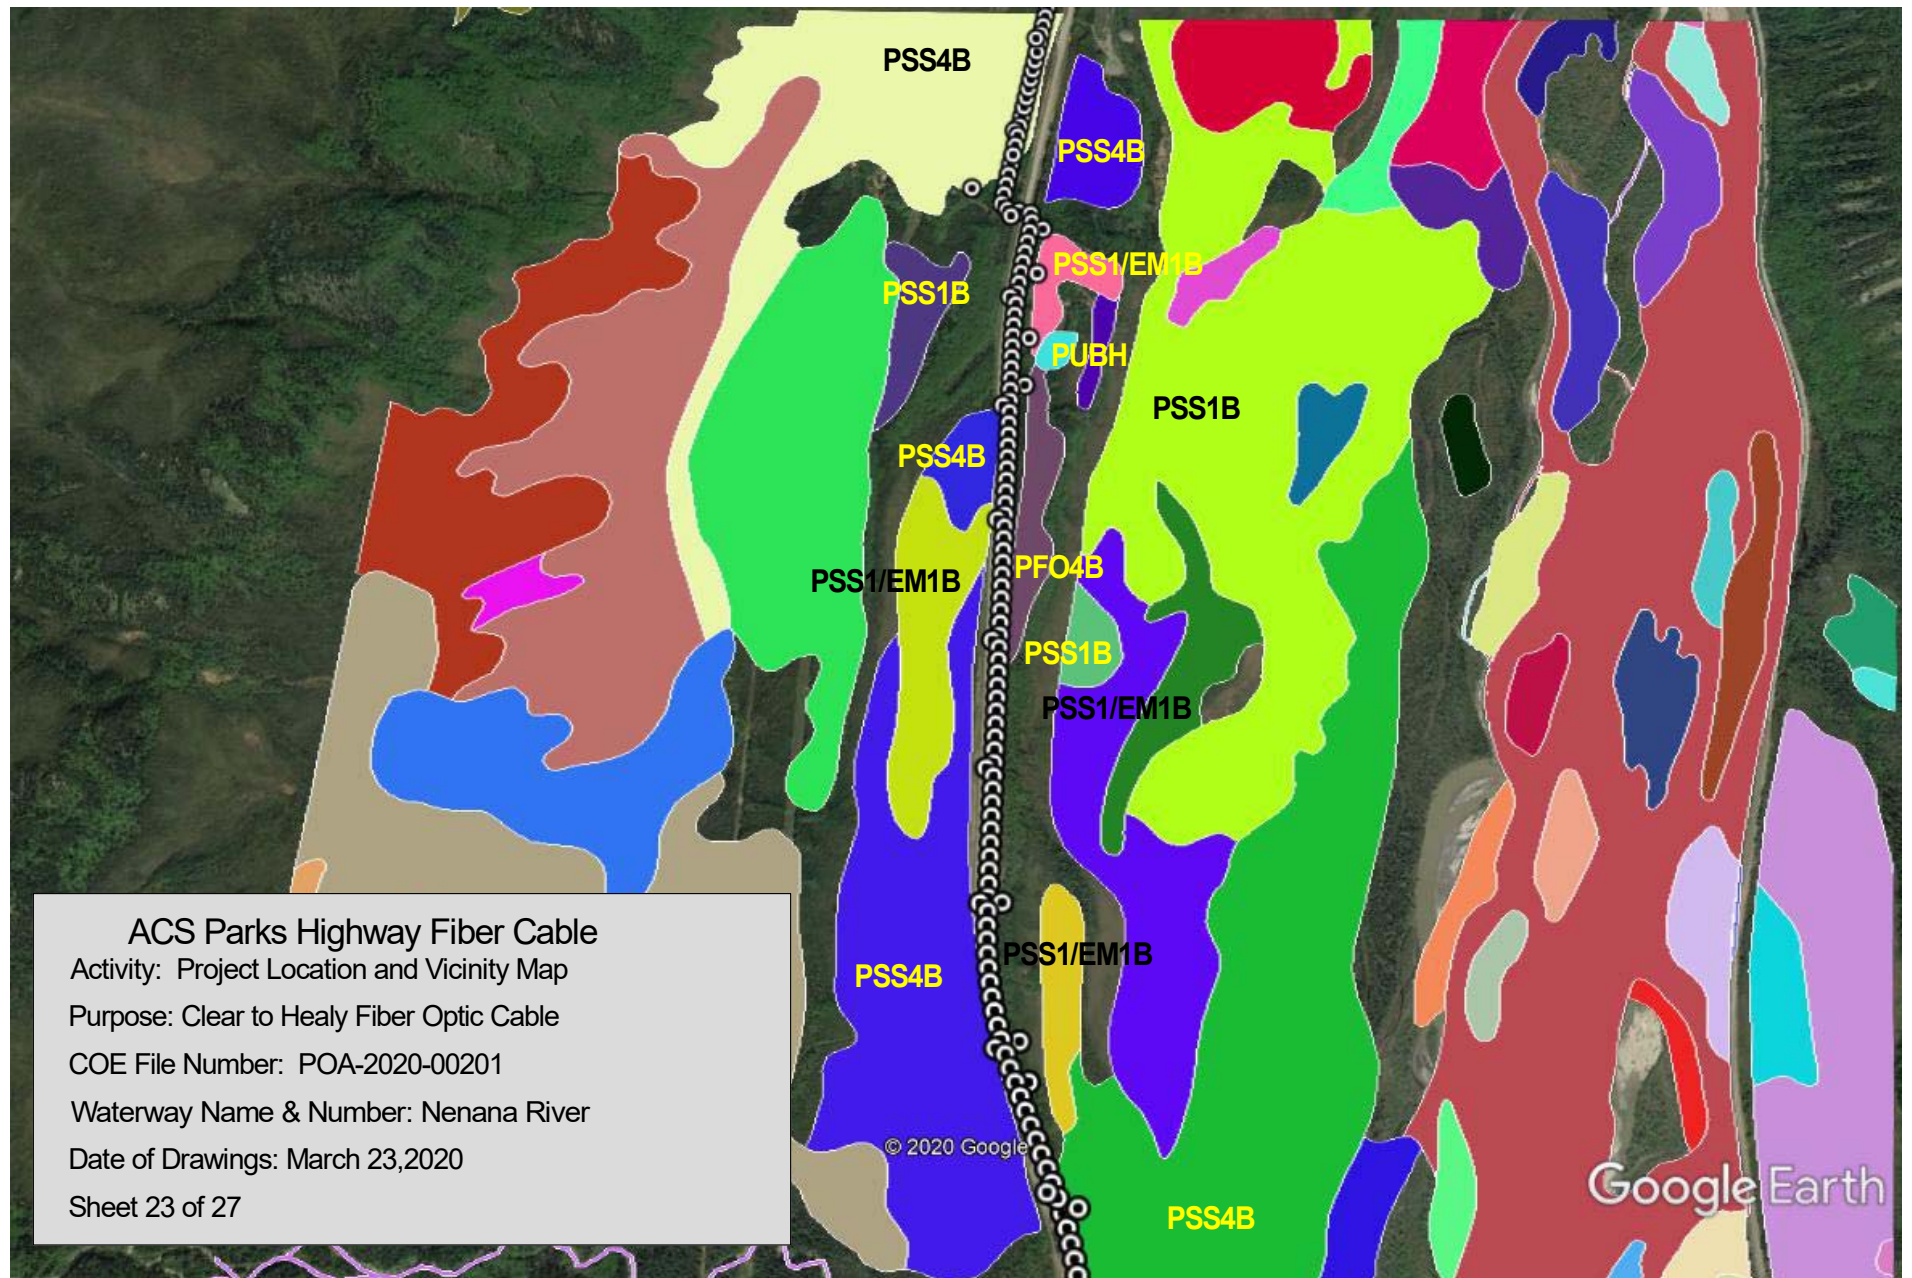 PSS4B
PSS4B
PSS1/EM1B
PSS1B
PUBH
PSS1B
PSS4B
PFO4B
PSS1/EM1B
PSS1B
PSS1/EM1B
PSS1/EM1B
PSS4B
© 2020 Google
PSS4B
Google Earth
ACS Parks Highway Fiber Cable
Activity: Project Location and Vicinity Map
Purpose: Clear to Healy Fiber Optic Cable
COE File Number: POA-2020-00201
Waterway Name & Number: Nenana River
Date of Drawings: March 23,2020
Sheet 23 of 27